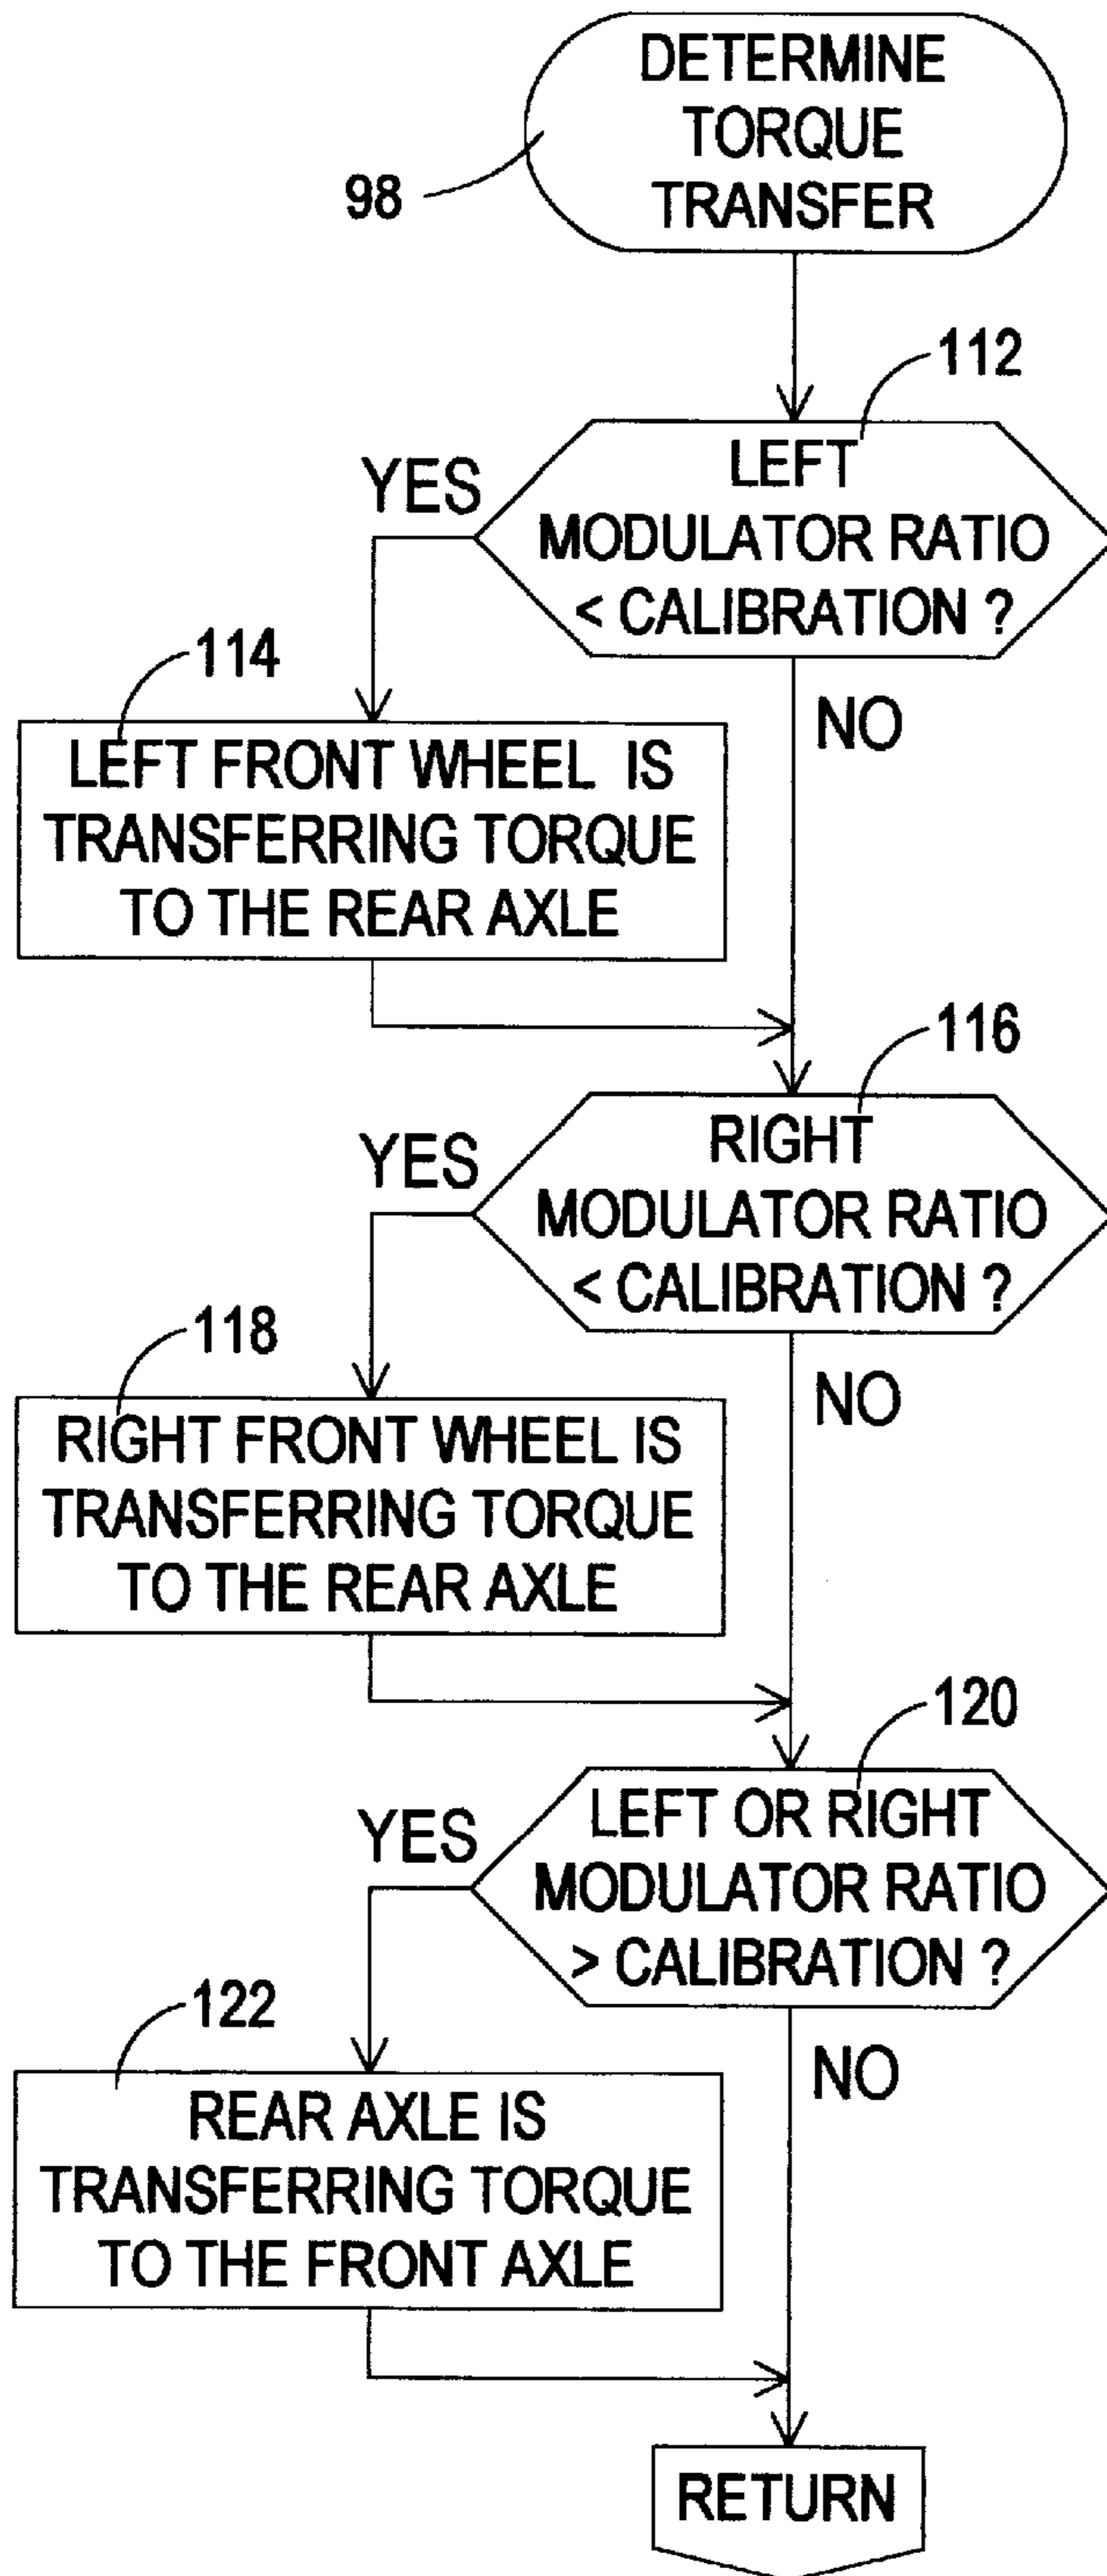 DETERMINE
TORQUE
TRANSFER
98
112
LEFT
MODULATOR RATIO
< CALIBRATION ?
YES
NO
114
LEFT FRONT WHEEL IS
TRANSFERRING TORQUE
TO THE REAR AXLE
116
RIGHT
MODULATOR RATIO
< CALIBRATION ?
YES
NO
118
RIGHT FRONT WHEEL IS
TRANSFERRING TORQUE
TO THE REAR AXLE
120
LEFT OR RIGHT
MODULATOR RATIO
> CALIBRATION ?
YES
NO
122
REAR AXLE IS
TRANSFERRING TORQUE
TO THE FRONT AXLE
RETURN